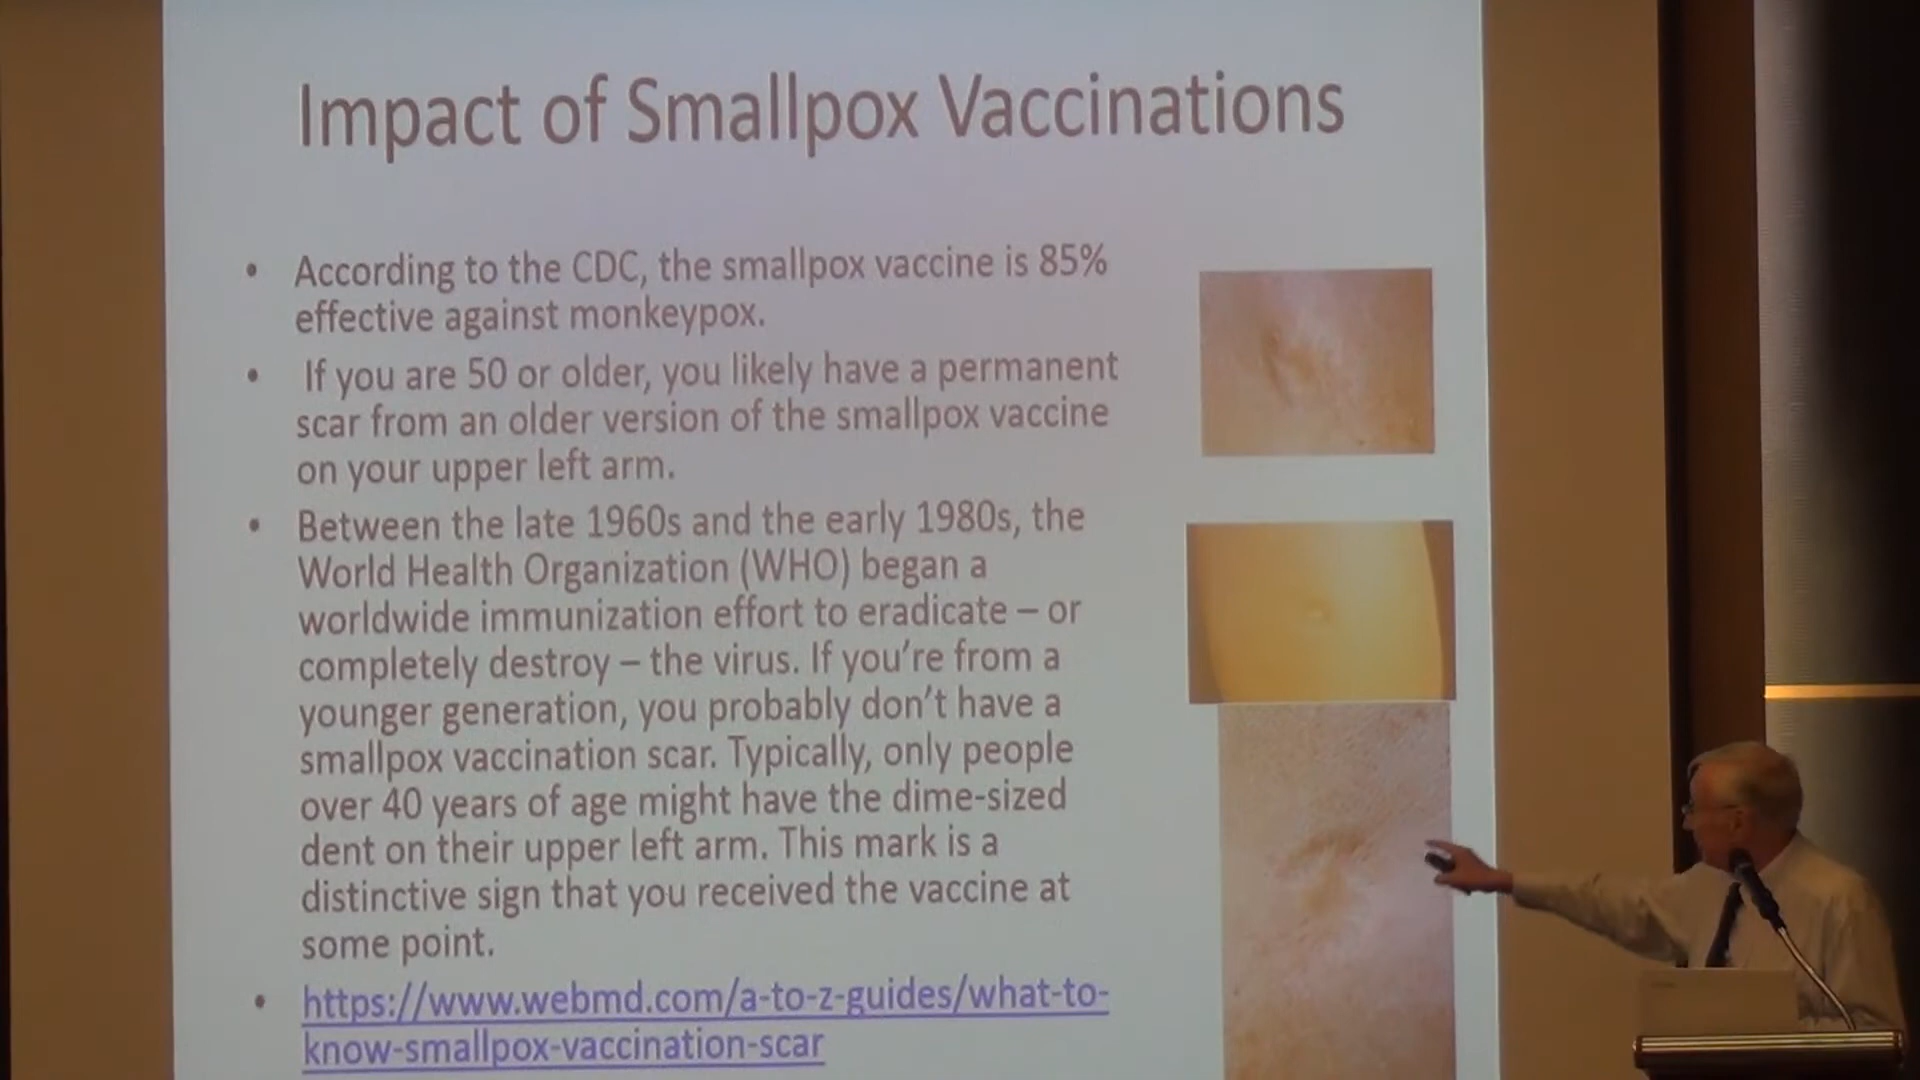 Impact of Smallpox Vaccinations
• According to the CDC, the smallpox vaccine is 85%
effective against monkeypox.
• If you are 50 or older, you likely have a permanent
scar from an older version of the smallpox vaccine
on your upper left arm.
• Between the late 1960s and the early 1980s, the
World Health Organization (WHO) began a
worldwide immunization effort to eradicate – or
completely destroy – the virus. If you’re from a
younger generation, you probably don’t have a
smallpox vaccination scar. Typically, only people
over 40 years of age might have the dime-sized
dent on their upper left arm. This mark is a
distinctive sign that you received the vaccine at
some point.
• https://www.webmd.com/a-to-z-guides/what-to-
know-smallpox-vaccination-scar